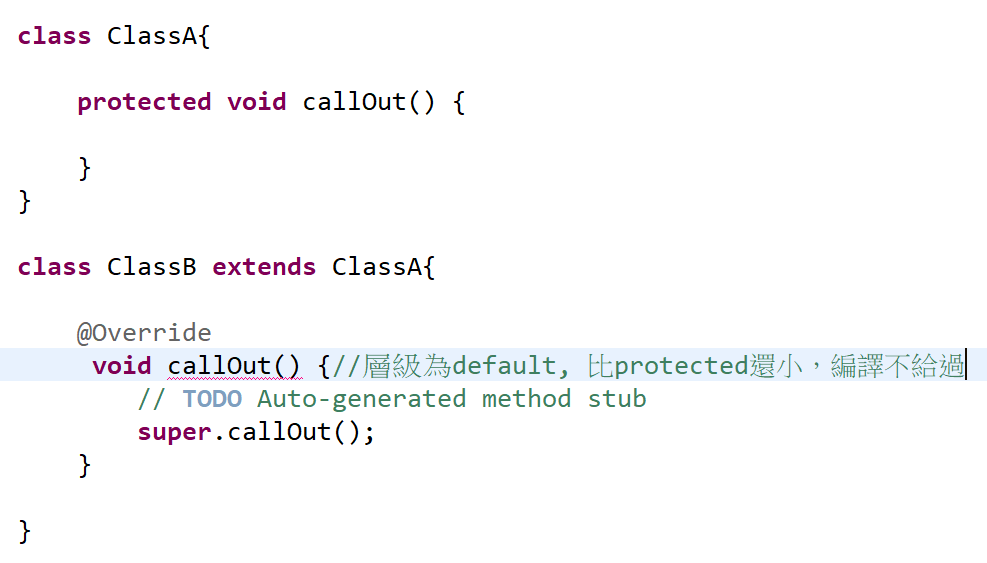 class ClassA{
protected void callOut() {
}
}
class ClassB extends ClassA{
@Override
void callOut() {//層級為default, 比protected還小，編譯不給過
// TODO Auto-generated method stub
super.callOut();
}
}